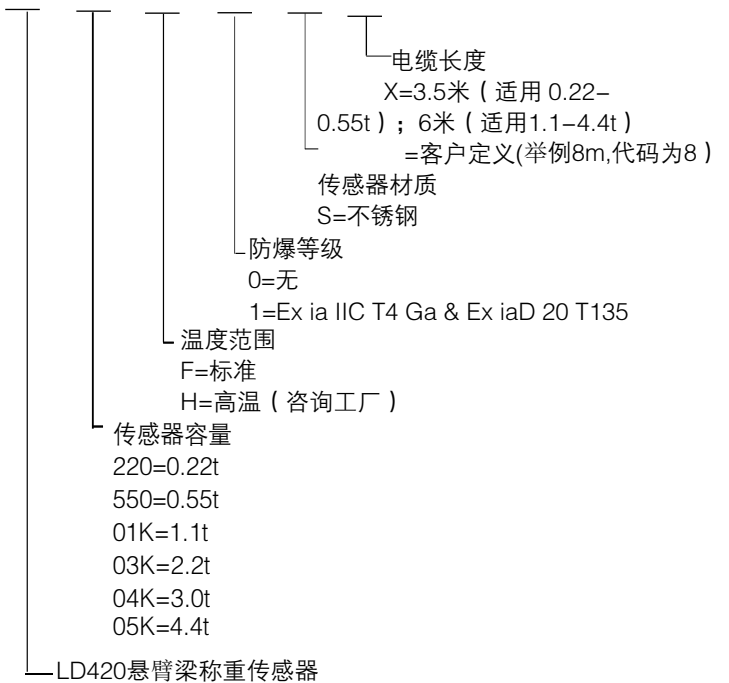 电缆长度
X=3.5米（适用 0.22–
0.55t）；6米（适用1.1–4.4t）
=客户定义(举例8m,代码为8）
传感器材质
S=不锈钢
防爆等级
0=无
1=Ex ia IIC T4 Ga & Ex iaD 20 T135
温度范围
F=标准
H=高温（咨询工厂）
传感器容量
220=0.22t
550=0.55t
01K=1.1t
03K=2.2t
04K=3.0t
05K=4.4t
LD420悬臂梁称重传感器